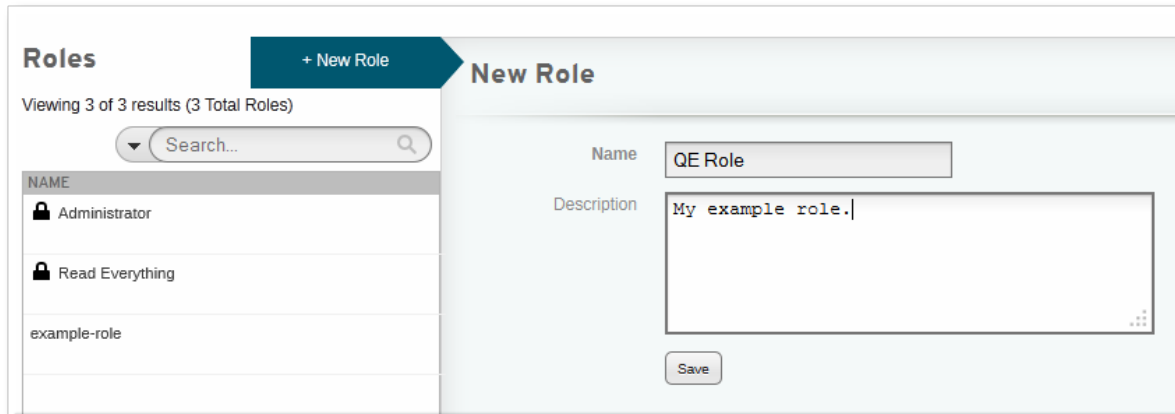 Roles
+ New Role
Viewing 3 of 3 results (3 Total Roles)
Search...
NAME
Administrator
Read Everything
example-role
New Role
Name
QE Role
Description
My example role.
Save